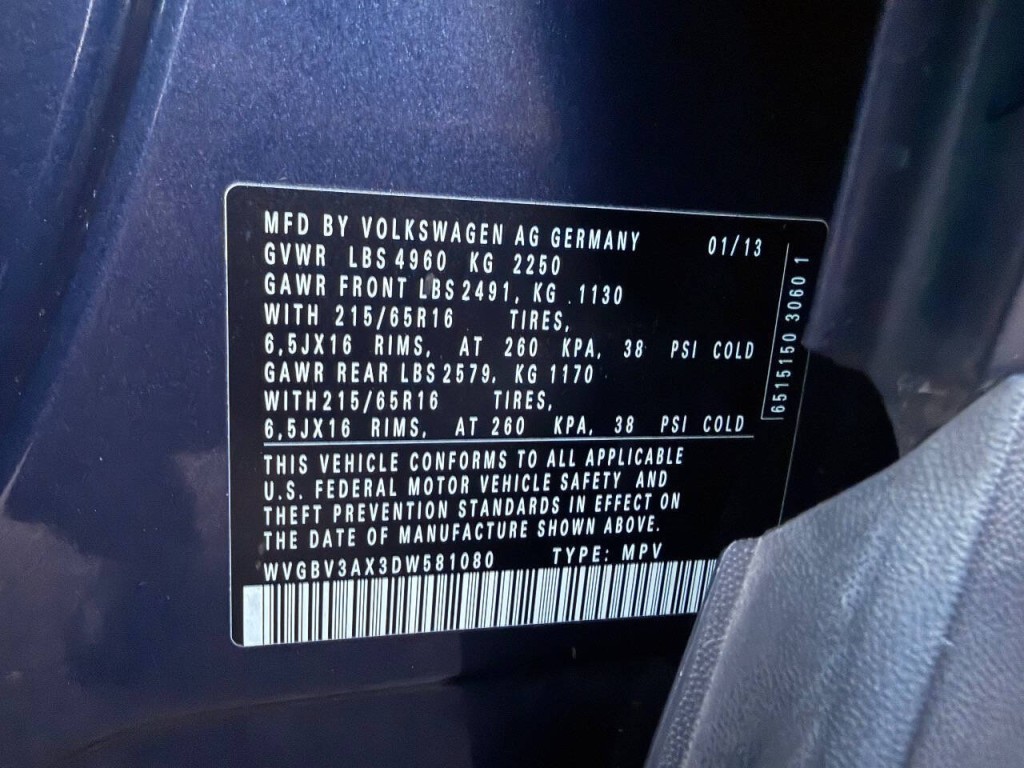 MFD BY VOLKSWAGEN AG GERMANY 01/13
GVWR LBS 4960 KG 2250
GAWR FRONT LBS 2491, KG .1130
WITH 215/65R16 TIRES,
6,5JX16 RIMS, AT 260 KPA, 38 PSI COLD
GAWR REAR LBS 2579, KG 1170
WITH 215/65R16 TIRES,
6,5JX16 RIMS, AT 260 KPA, 38 PSI COLD
THIS VEHICLE CONFORMS TO ALL APPLICABLE
U.S. FEDERAL MOTOR VEHICLE SAFETY AND
THEFT PREVENTION STANDARDS IN EFFECT ON
THE DATE OF MANUFACTURE SHOWN ABOVE.
WVGBV3AX3DW581080 TYPE: MPV
6515150 3060 1